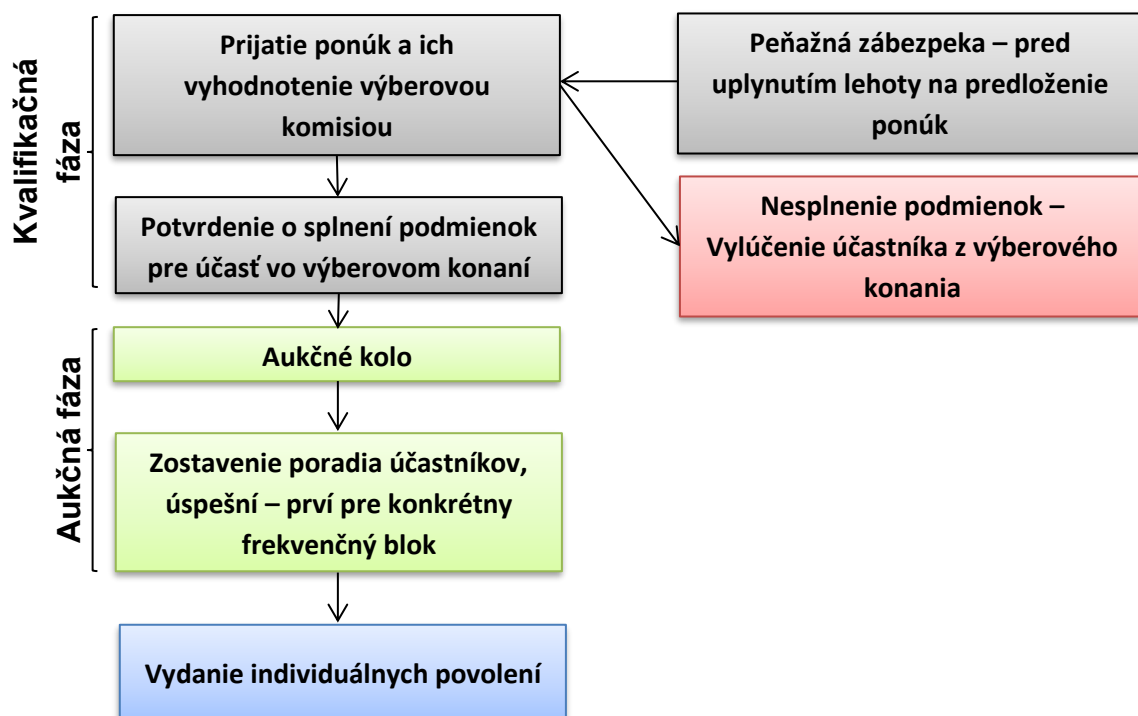 Kvalifikačná
fáza
Prijatie ponúk a ich
vyhodnotenie výberovou
komisiou
Peňažná zábezpeka – pred
uplynutím lehoty na predloženie
ponúk
Nesplnenie podmienok –
Vylúčenie účastníka z výberového
konania
Potvrdenie o splnení podmienok
pre účasť vo výberovom konaní
Aukčná fáza
Aukčné kolo
Zostavenie poradia účastníkov,
úspešní – prví pre konkrétny
frekvenčný blok
Vydanie individuálnych povolení